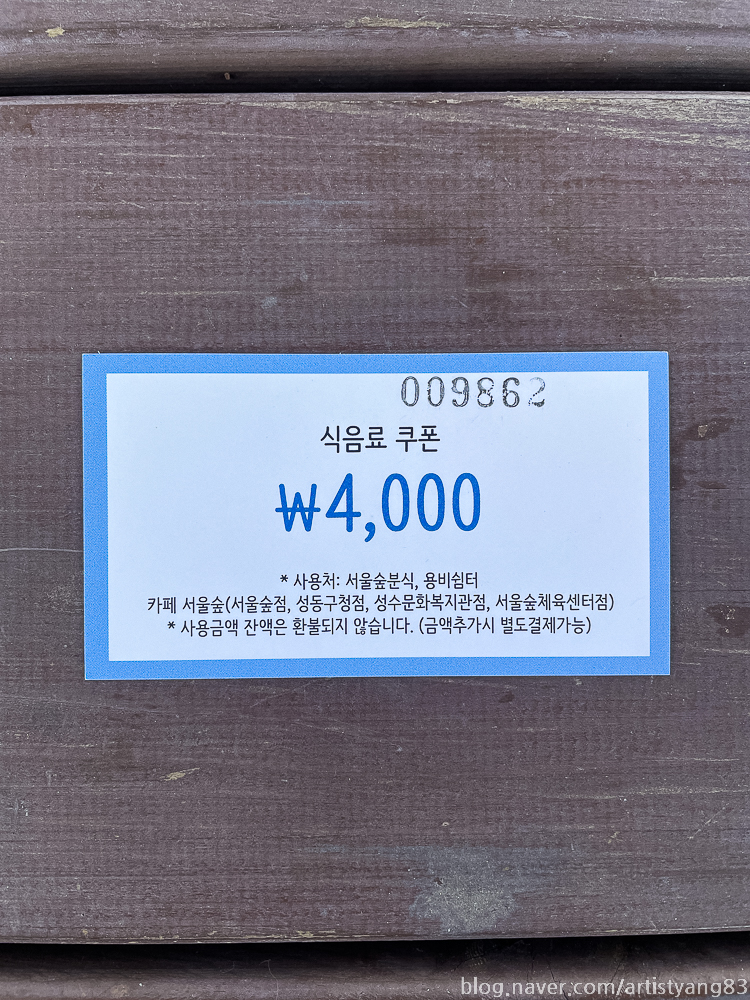 009862
식음료 쿠폰
₩4,000
* 사용처: 서울숲분식, 용비쉼터
카페 서울숲(서울숲점, 성동구청점, 성수문화복지관점, 서울숲체육센터점)
* 사용금액 잔액은 환불되지 않습니다. (금액추가시 별도결제가능)
blog.naver.com/artistyang83